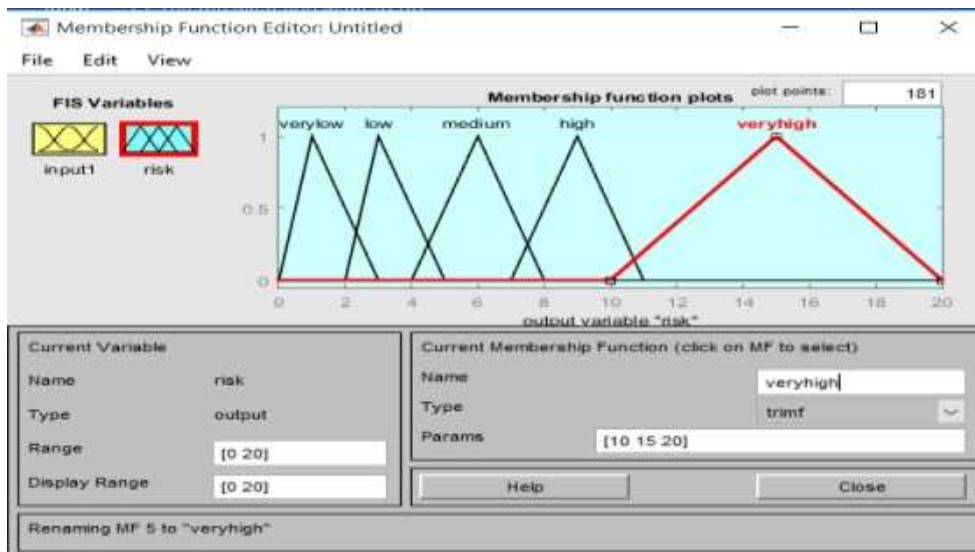 Membership Function Editor: Untitled
File Edit View
FIS Variables
input1 risk
Membership function plots plot points: 181
verylow low medium high veryhigh
1
0.5
0
0 2 4 6 8 10 12 14 16 18 20
output variable "risk"
Current Variable
Name risk
Type output
Range [0 20]
Display Range [0 20]
Current Membership Function (click on MF to select)
Name veryhigh
Type trimf
Params [10 15 20]
Help Close
Renaming MF 5 to "veryhigh"